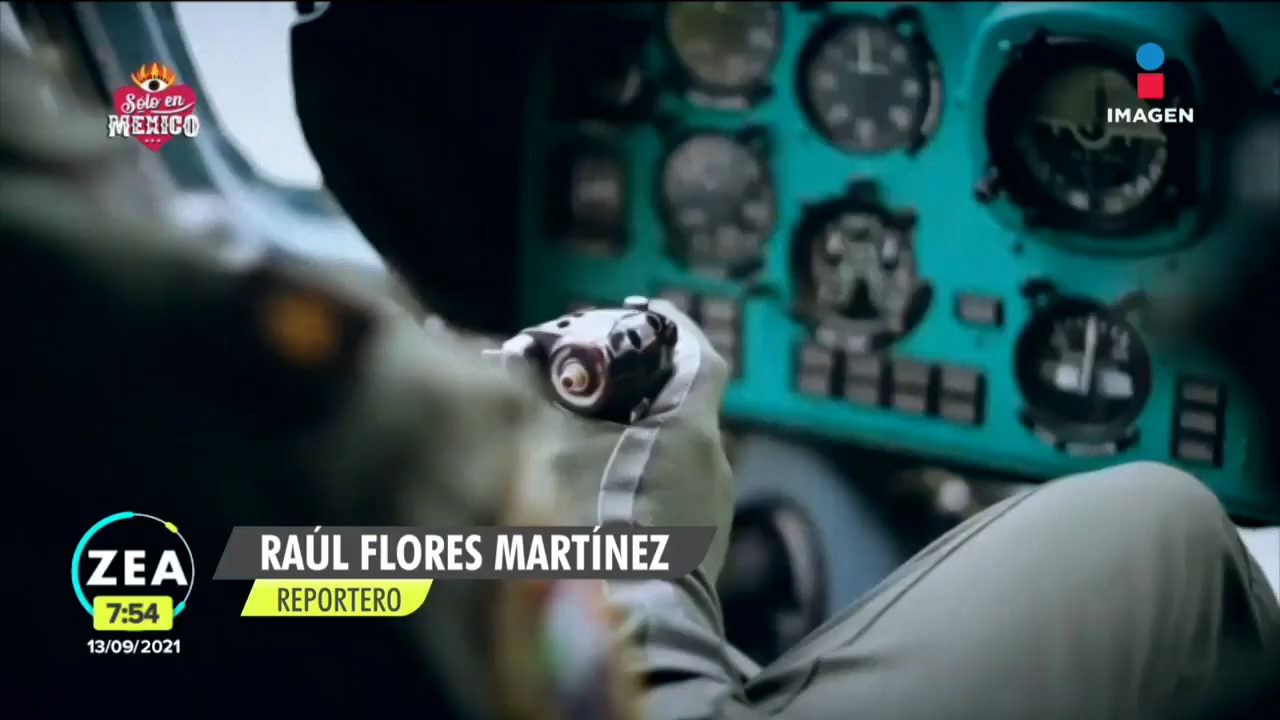 Solo en
MEXICO
IMAGEN
RAÚL FLORES MARTÍNEZ
REPORTERO
ZEA
7:54
13/09/2021